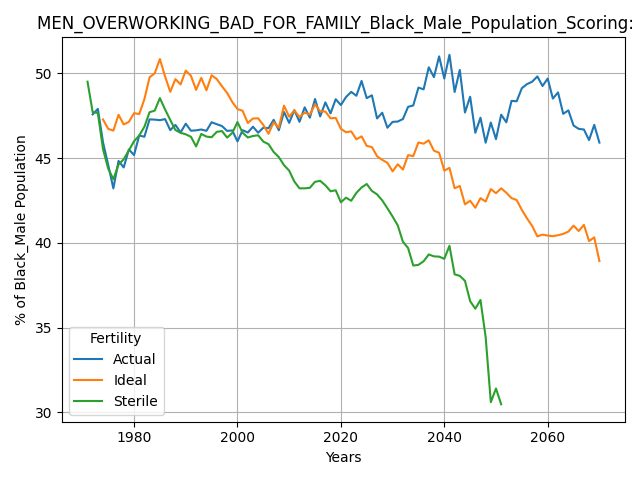 MEN_OVERWORKING_BAD_FOR_FAMILY_Black_Male_Population_Scoring:
% of Black_Male Population
50
45
40
35
30
Fertility
Actual
Ideal
Sterile
1980 2000 2020 2040 2060
Years